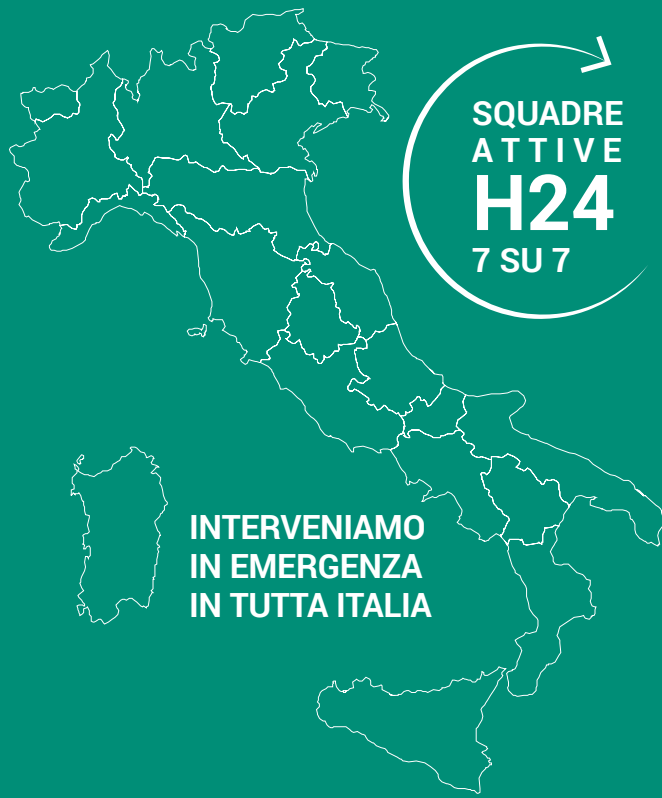 SQUADRE
ATTIVE
H24
7 SU 7
INTERVENIAMO
IN EMERGENZA
IN TUTTA ITALIA